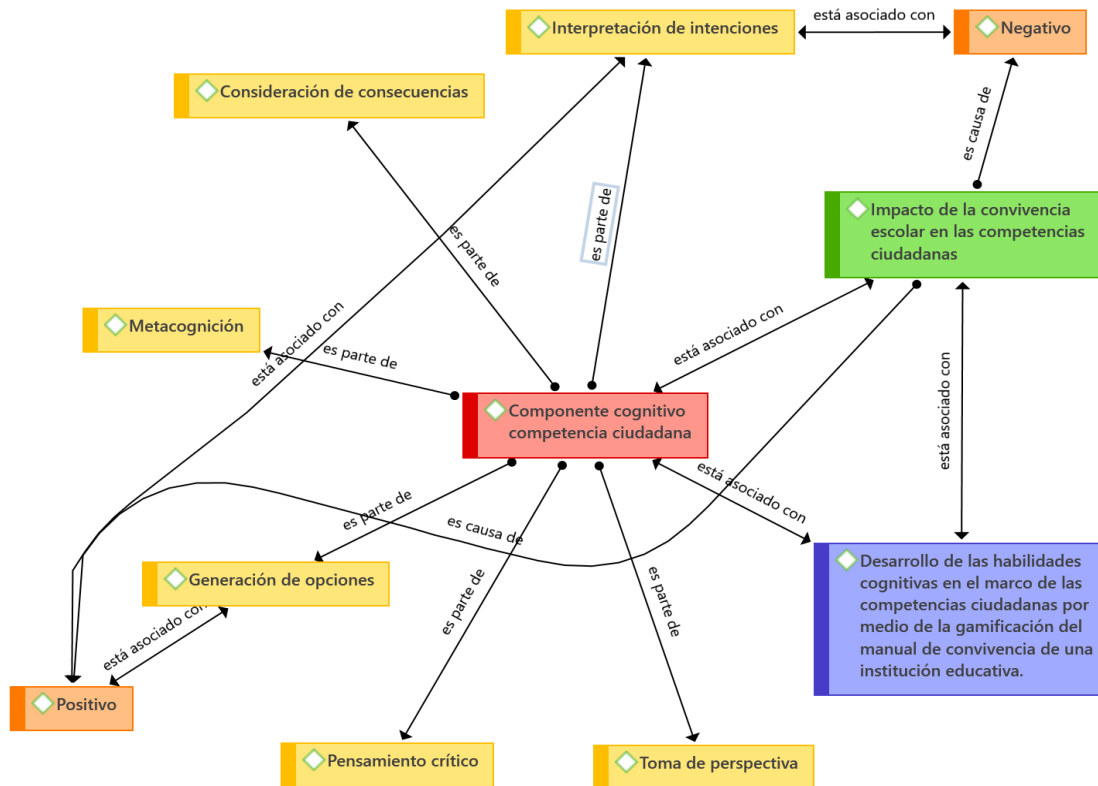 Interpretación de intenciones
está asociado con
Negativo
Consideración de consecuencias
es causa de
Impacto de la convivencia
escolar en las competencias
ciudadanas
es parte de
es parte de
Metacognición
está asociado con
es parte de
está asociado con
está asociado con
Componente cognitivo
competencia ciudadana
está asociado con
es parte de
es causa de
Generación de opciones
es parte de
es parte de
Desarrollo de las habilidades
cognitivas en el marco de las
competencias ciudadanas por
medio de la gamificación del
manual de convivencia de una
institución educativa.
está asociado con
Positivo
Pensamiento crítico
Toma de perspectiva